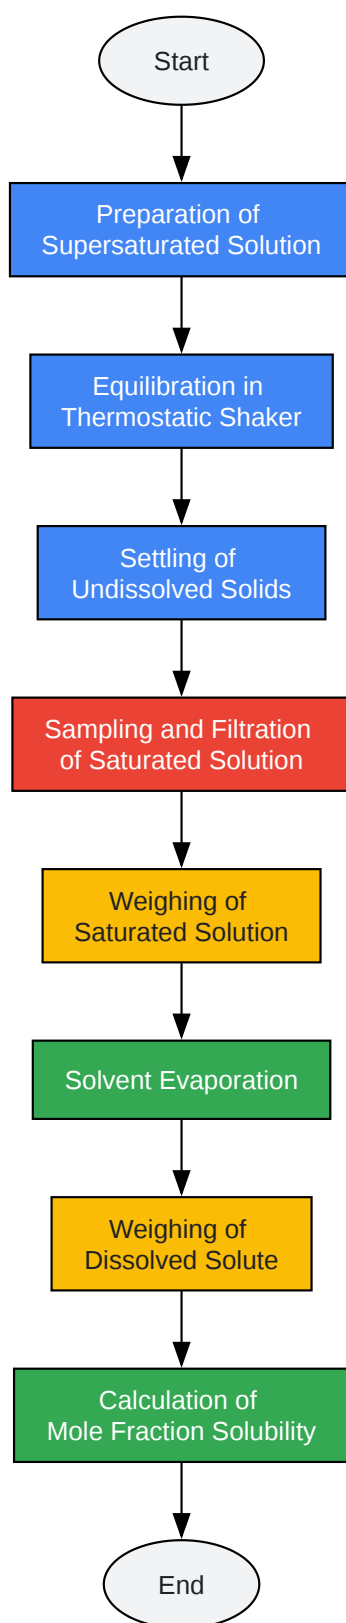 Start
Preparation of
Supersaturated Solution
Equilibration in
Thermostatic Shaker
Settling of
Undissolved Solids
Sampling and Filtration
of Saturated Solution
Weighing of
Saturated Solution
Solvent Evaporation
Weighing of
Dissolved Solute
Calculation of
Mole Fraction Solubility
End